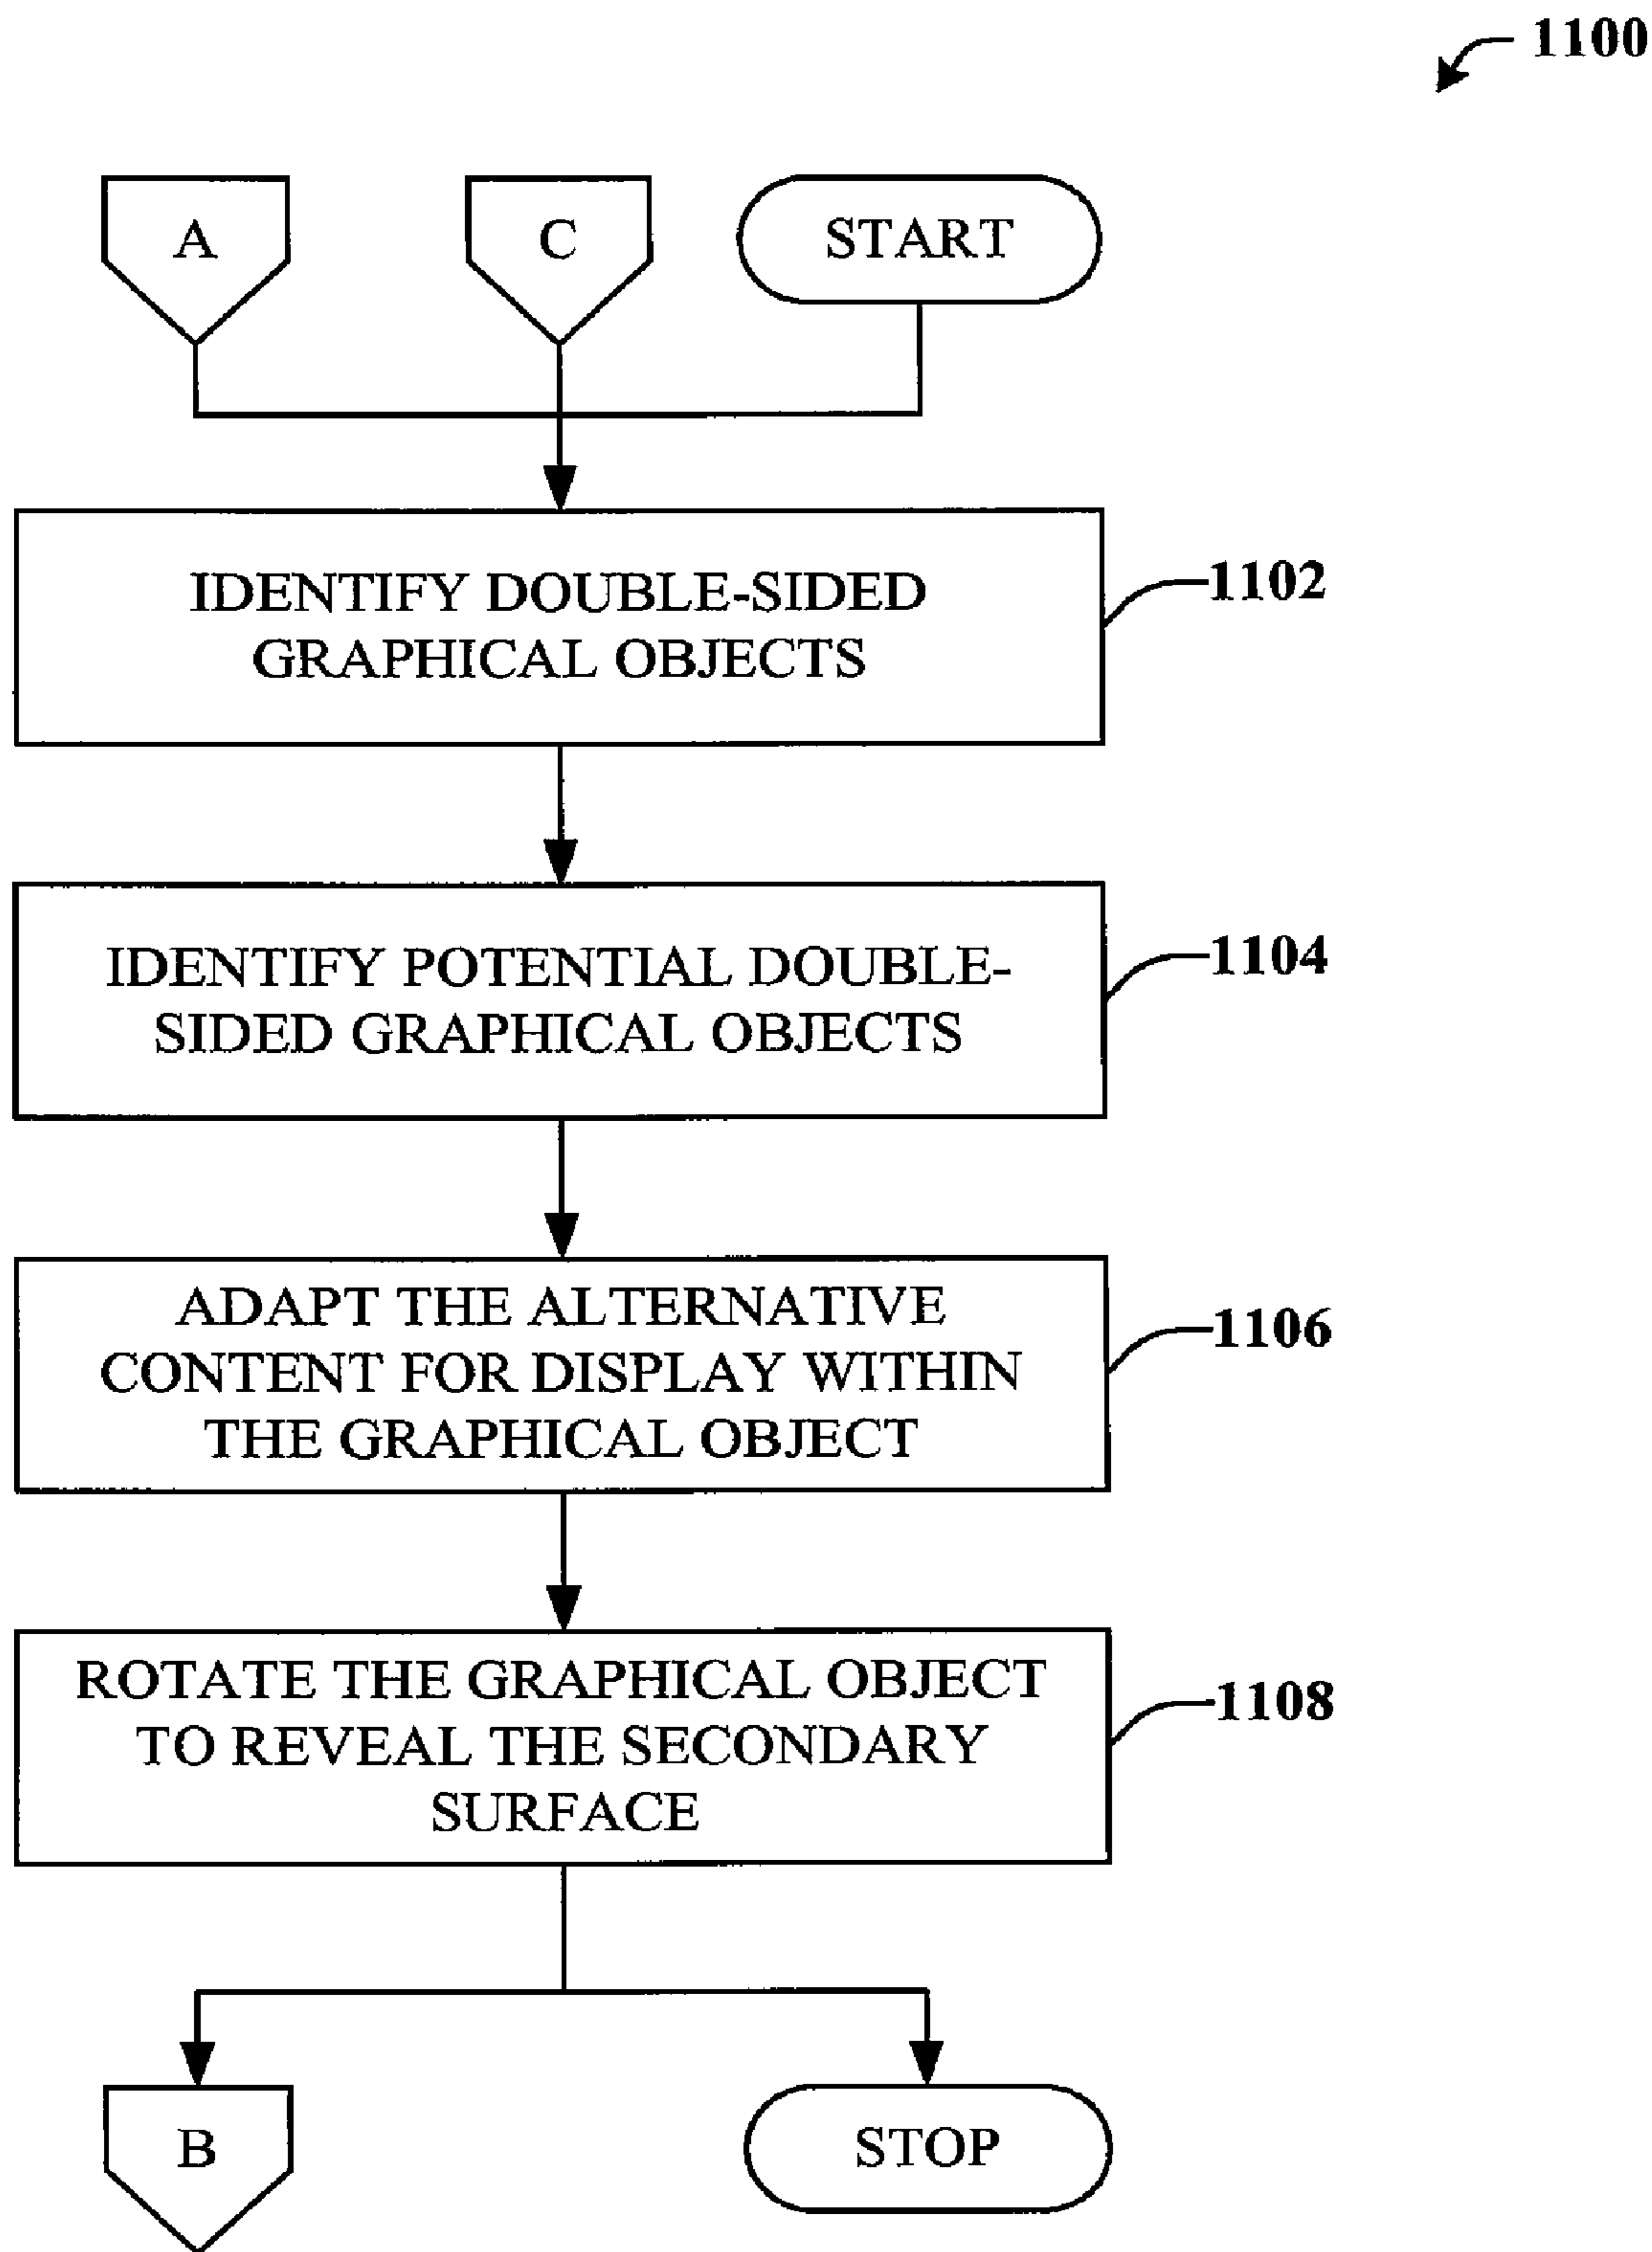 1100
A
C
START
IDENTIFY DOUBLE-SIDED
GRAPHICAL OBJECTS
1102
IDENTIFY POTENTIAL DOUBLE-
SIDED GRAPHICAL OBJECTS
1104
ADAPT THE ALTERNATIVE
CONTENT FOR DISPLAY WITHIN
THE GRAPHICAL OBJECT
1106
ROTATE THE GRAPHICAL OBJECT
TO REVEAL THE SECONDARY
SURFACE
1108
B
STOP